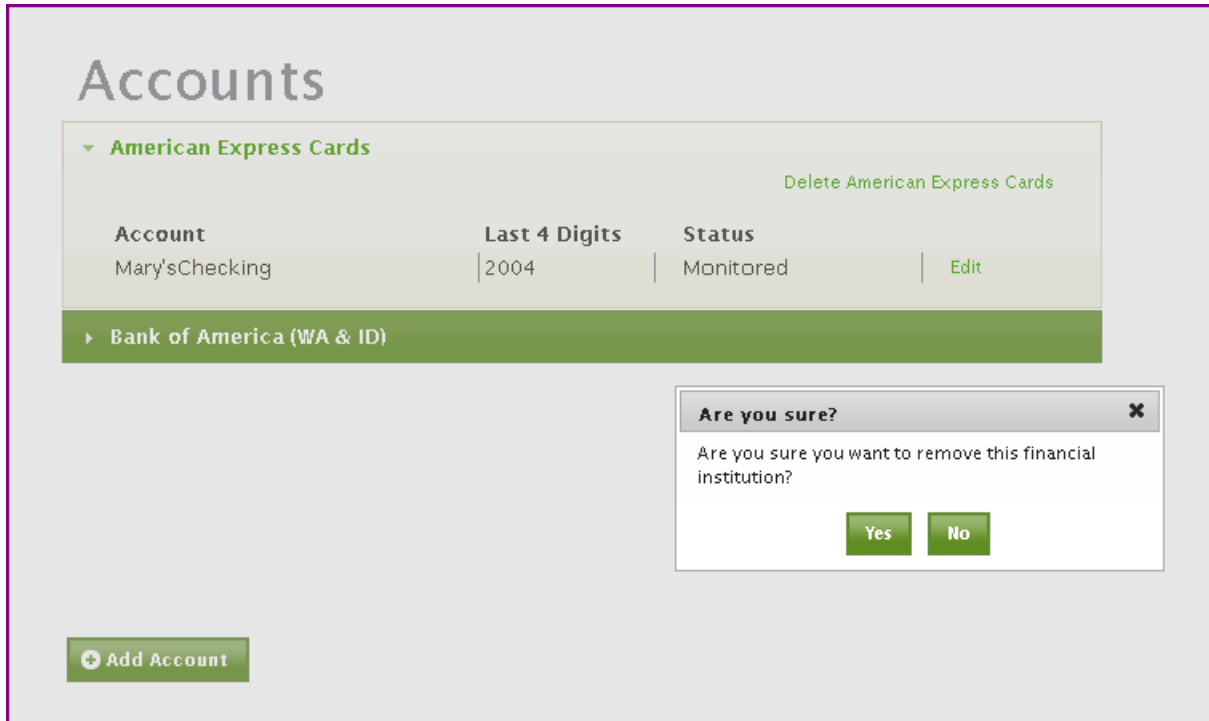 Accounts
American Express Cards
Delete American Express Cards
Account Last 4 Digits Status
Mary'sChecking 2004 Monitored Edit
Bank of America (WA & ID)
Are you sure?
Are you sure you want to remove this financial
institution?
Yes No
Add Account